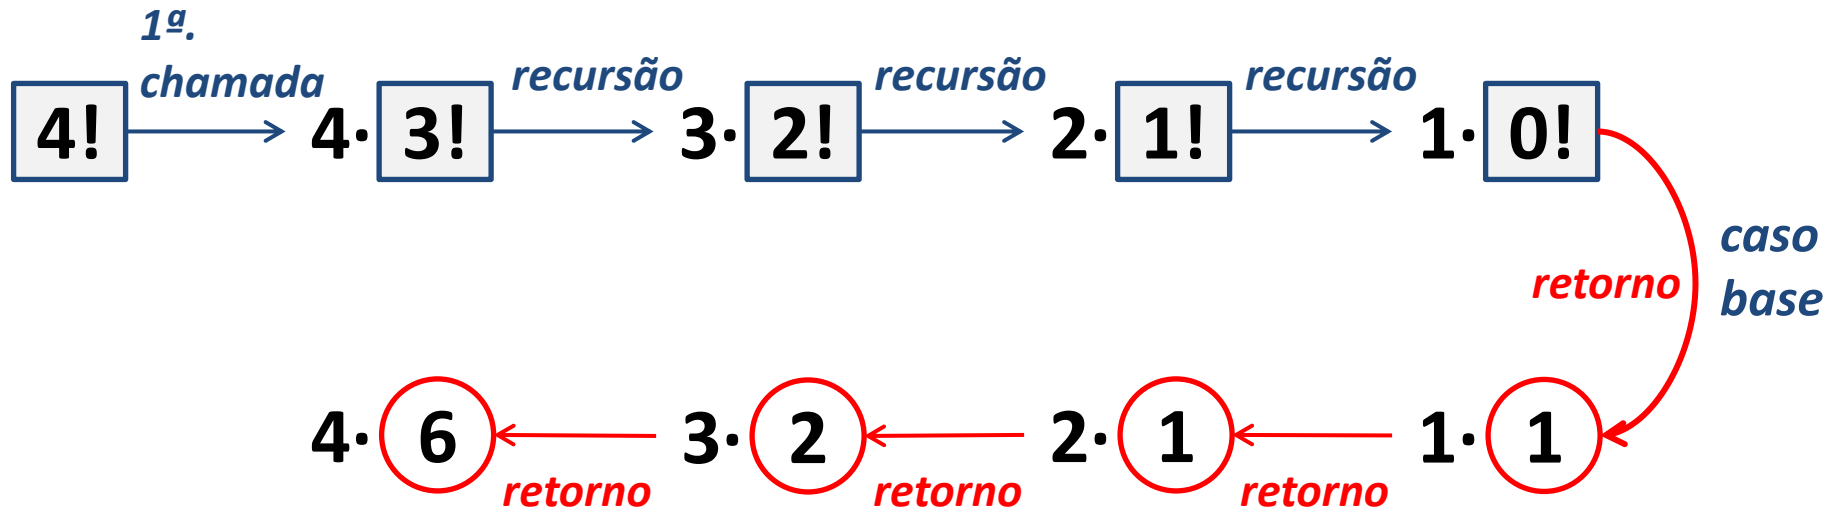 1ª.
chamada recursão recursão recursão
4! 4· 3! 3· 2! 2· 1! 1· 0!
caso
retorno
base
4· 6 3· 2 2· 1 1· 1
retorno retorno retorno